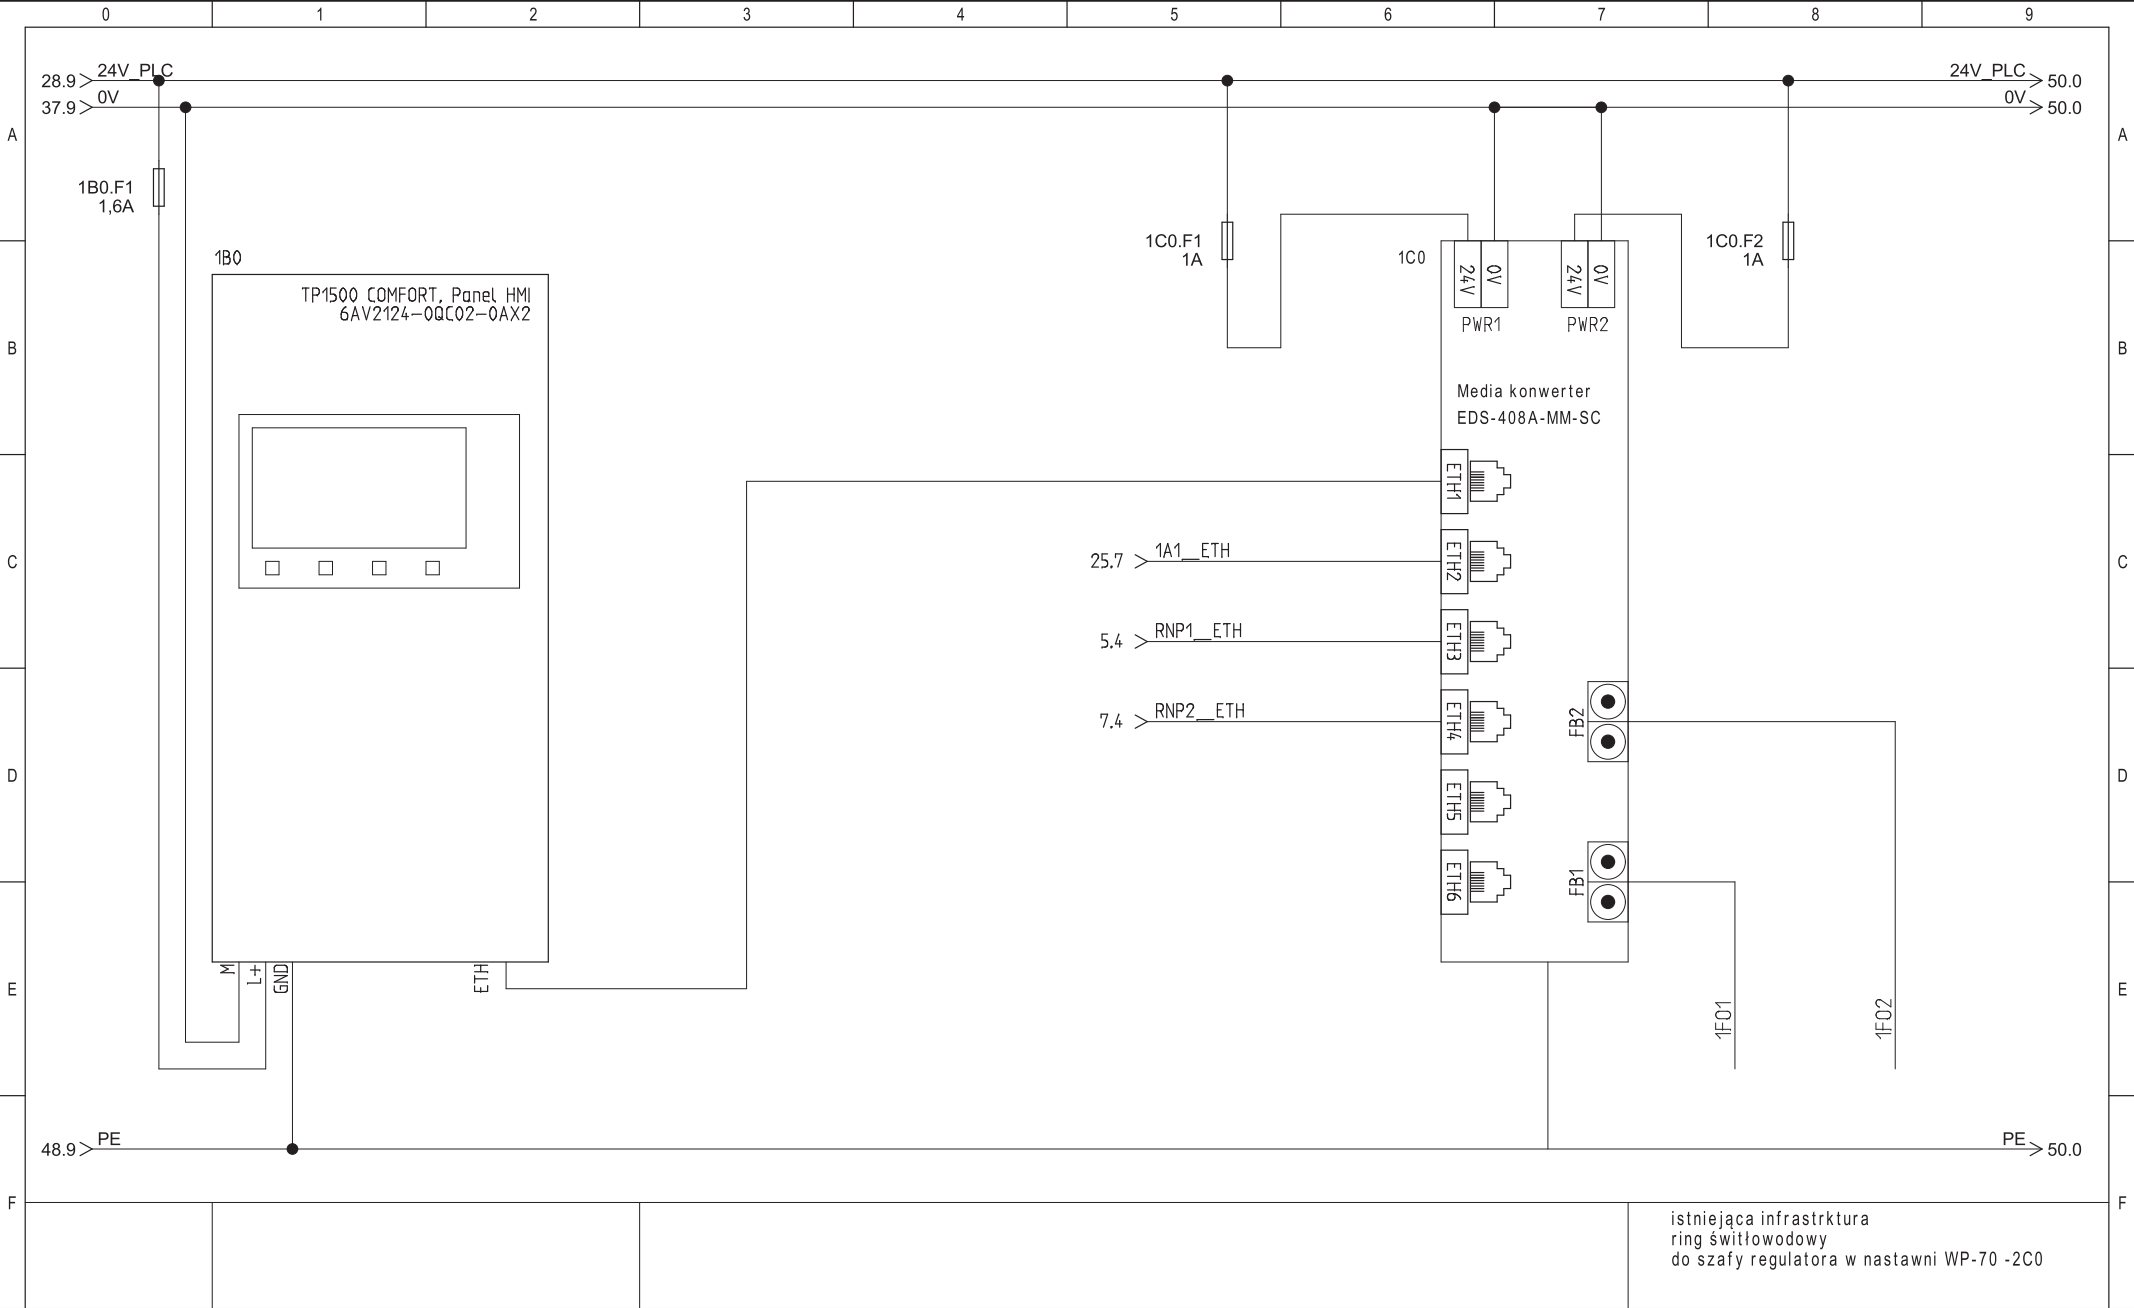 0 1 2 3 4 5 6 7 8 9
28.9 24V_PLC 24V_PLC 50.0
37.9 0V 0V 50.0
A A
1B0.F1
1,6A
1C0.F1
1A
1C0
24V 0V 24V 0V
PWR1 PWR2
1C0.F2
1A
1B0
TP1500 COMFORT, Panel HMI
6AV2124-0QC02-0AX2
B B
Media konwerter
EDS-408A-MM-SC
ETH1
25.7 1A1__ETH ETH2
C C
5.4 RNP1__ETH ETH3
7.4 RNP2__ETH ETH4 FB2
D D
ETH5
ETH6 FB1
M L+ GND ETH
E E
1FO1 1FO2
48.9 PE PE 50.0
F F
istniejąca infrastrktura
ring świtłowodowy
do szafy regulatora w nastawni WP-70 -2C0